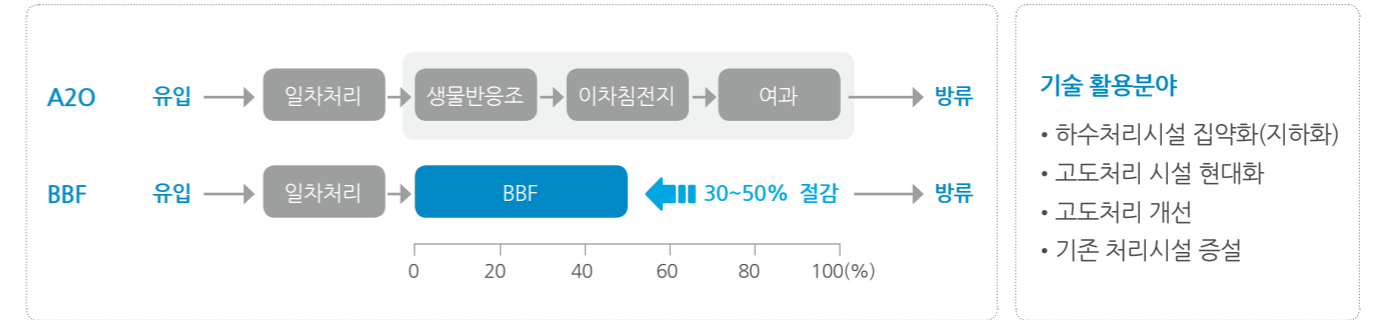 A2O 유입 일차처리 생물반응조 이차침전지 여과 방류
BBF 유입 일차처리 BBF 30~50% 절감 방류
0 20 40 60 80 100(%)
기술 활용분야
• 하수처리시설 집약화(지하화)
• 고도처리 시설 현대화
• 고도처리 개선
• 기존 처리시설 증설